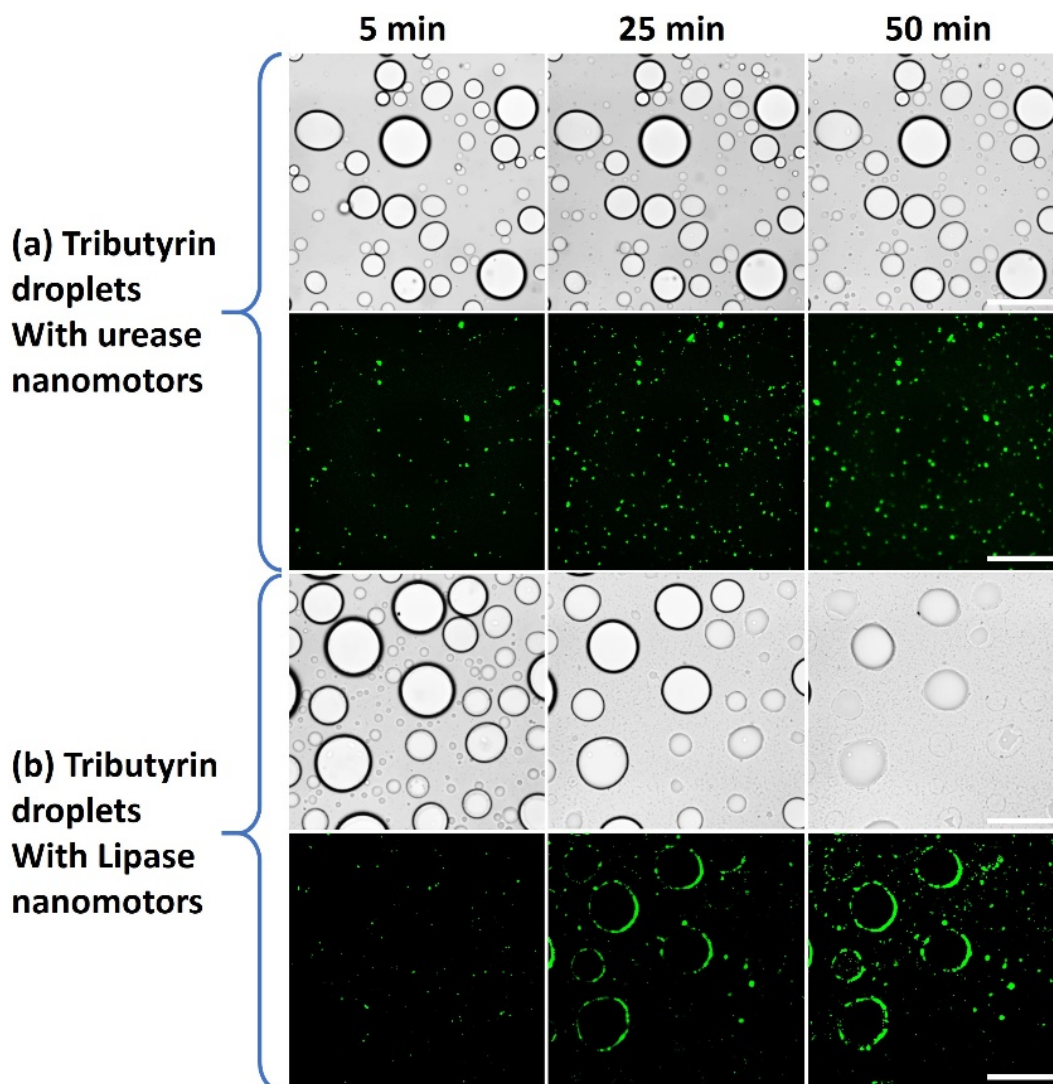 5 min 25 min 50 min
(a) Tributyrin
droplets
With urease
nanomotors
(b) Tributyrin
droplets
With Lipase
nanomotors